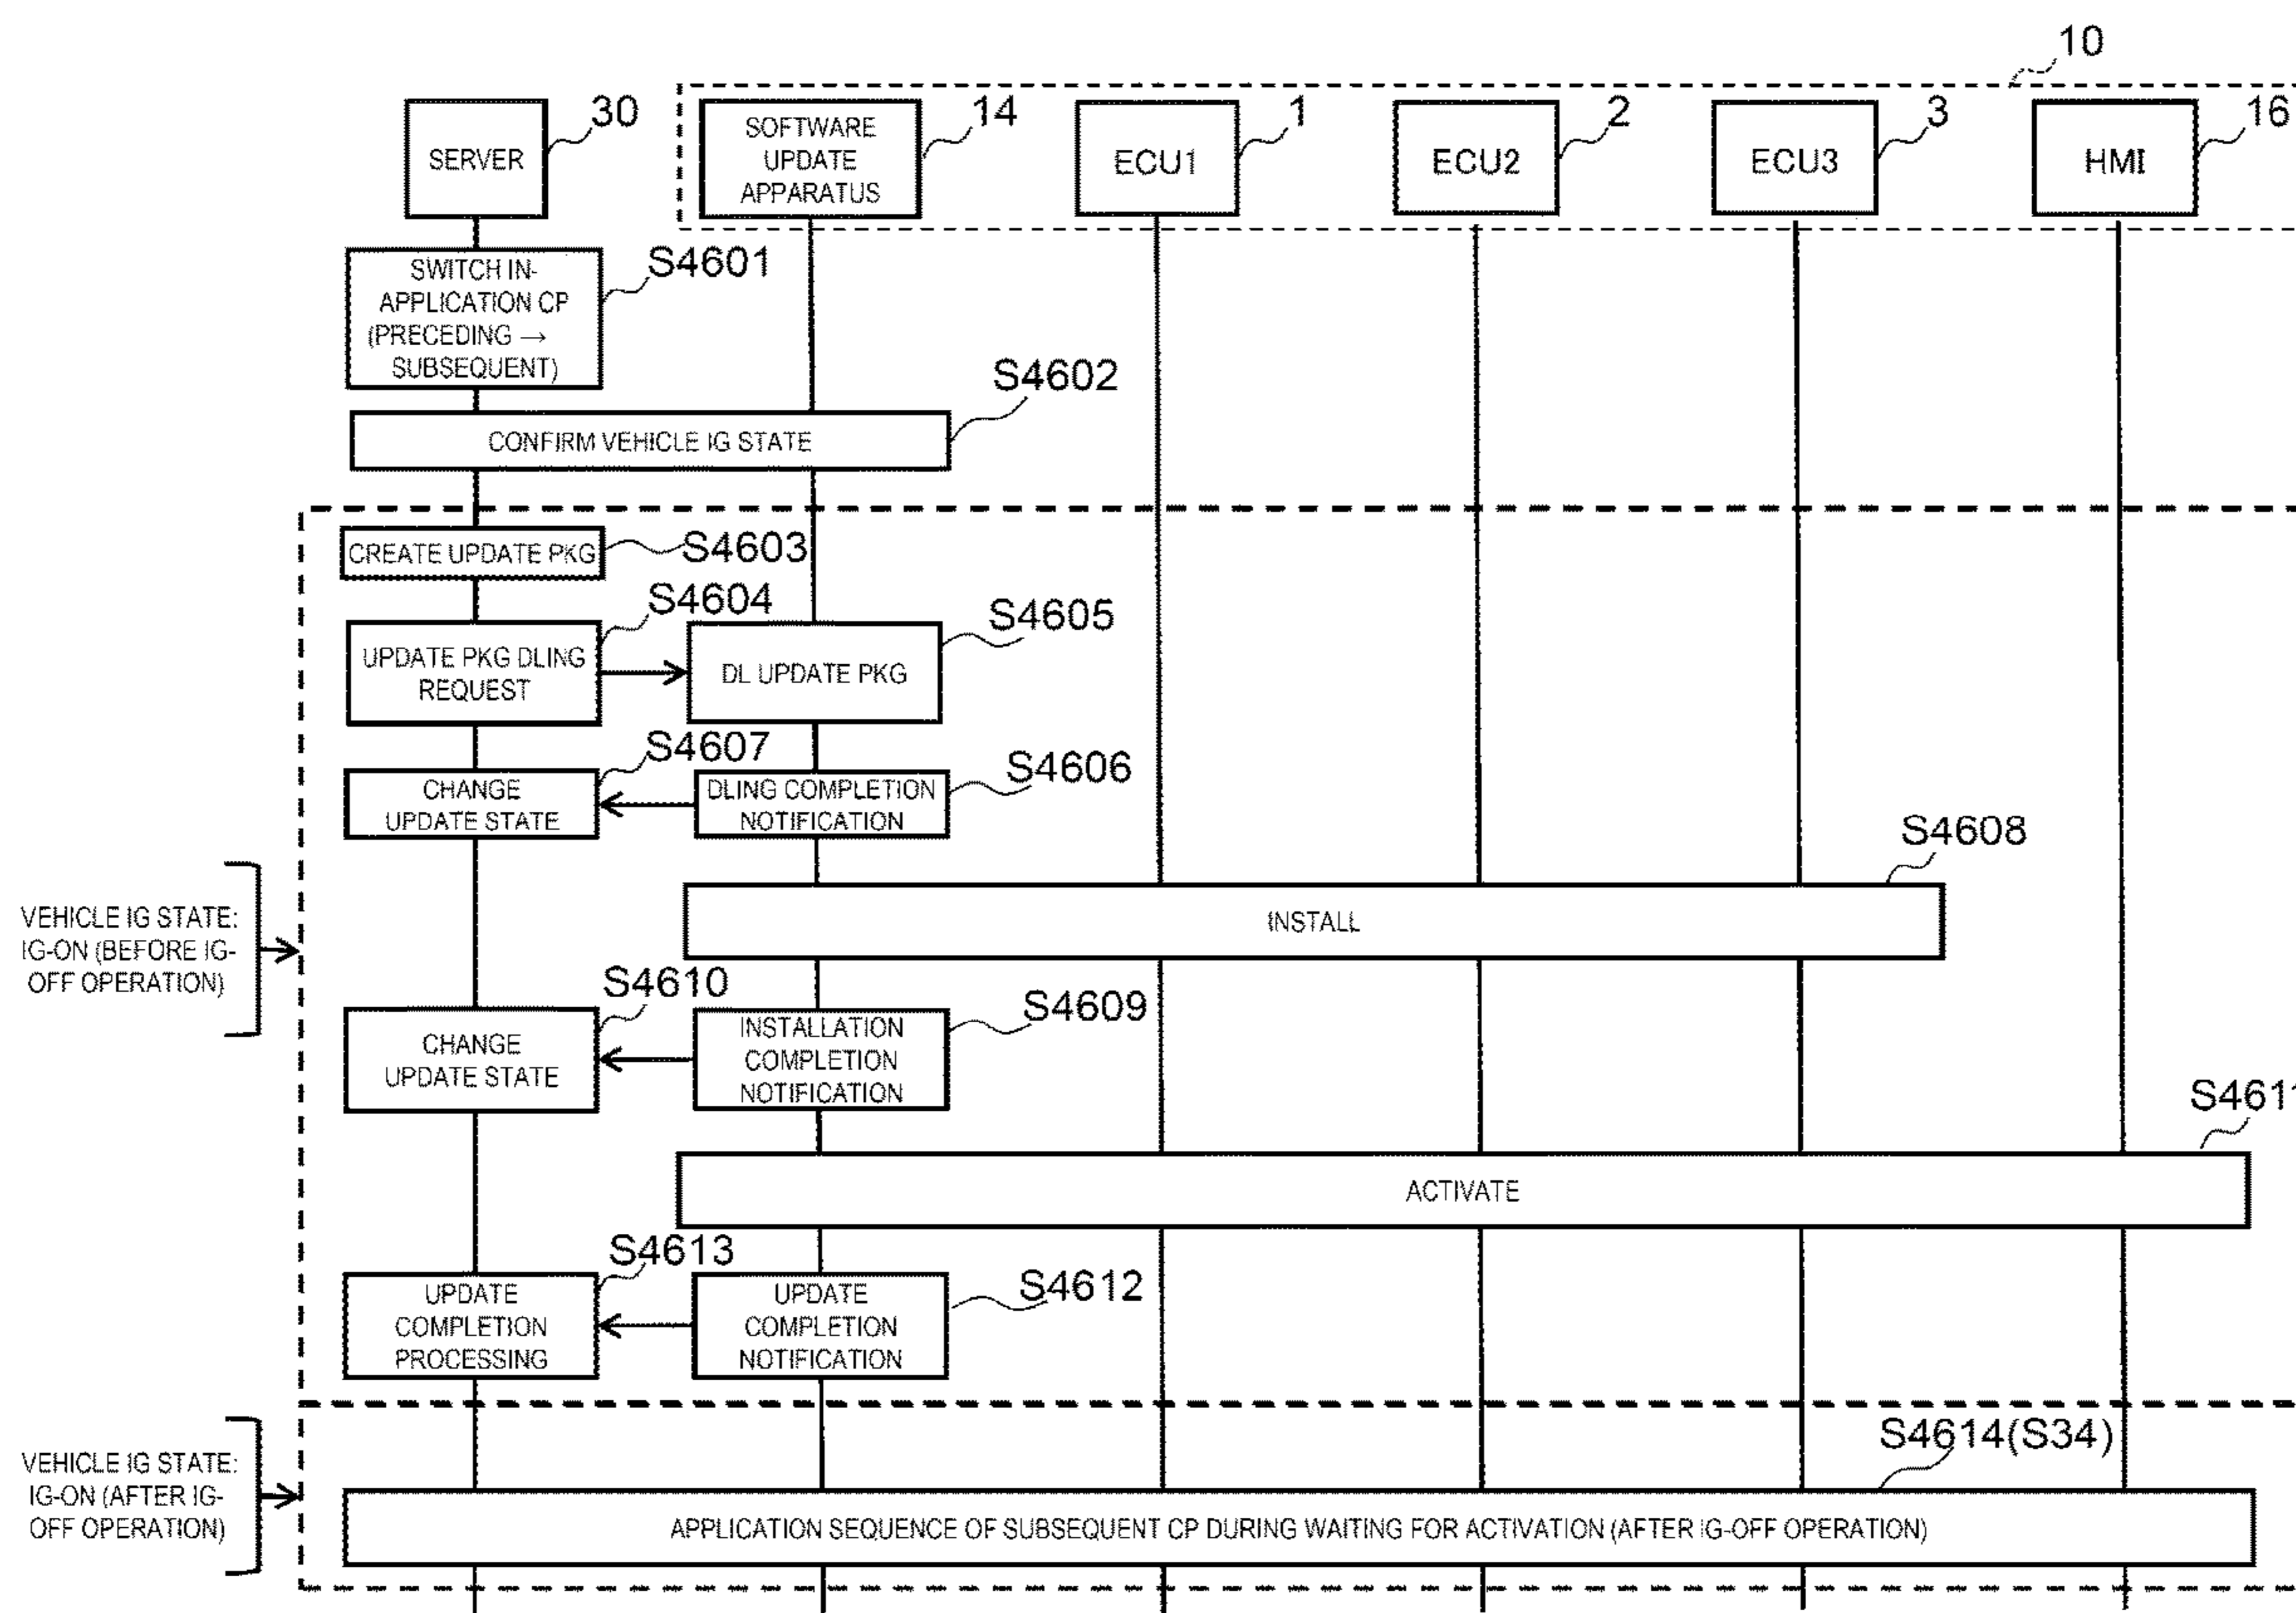 10
30
14
1
2
3
16
SERVER
SOFTWARE
UPDATE
APPARATUS
ECU1
ECU2
ECU3
HMI
S4601
SWITCH IN-
APPLICATION CP
(PRECEDING →
SUBSEQUENT)
S4602
CONFIRM VEHICLE IG STATE
S4603
CREATE UPDATE PKG
S4604
S4605
UPDATE PKG DLING
REQUEST
DL UPDATE PKG
S4607
S4606
CHANGE
UPDATE STATE
DLING COMPLETION
NOTIFICATION
S4608
INSTALL
VEHICLE IG STATE:
IG-ON (BEFORE IG-
OFF OPERATION)
S4610
S4609
CHANGE
UPDATE STATE
INSTALLATION
COMPLETION
NOTIFICATION
S4611
ACTIVATE
S4613
S4612
UPDATE
COMPLETION
PROCESSING
UPDATE
COMPLETION
NOTIFICATION
VEHICLE IG STATE:
IG-ON (AFTER IG-
OFF OPERATION)
S4614(S34)
APPLICATION SEQUENCE OF SUBSEQUENT CP DURING WAITING FOR ACTIVATION (AFTER IG-OFF OPERATION)